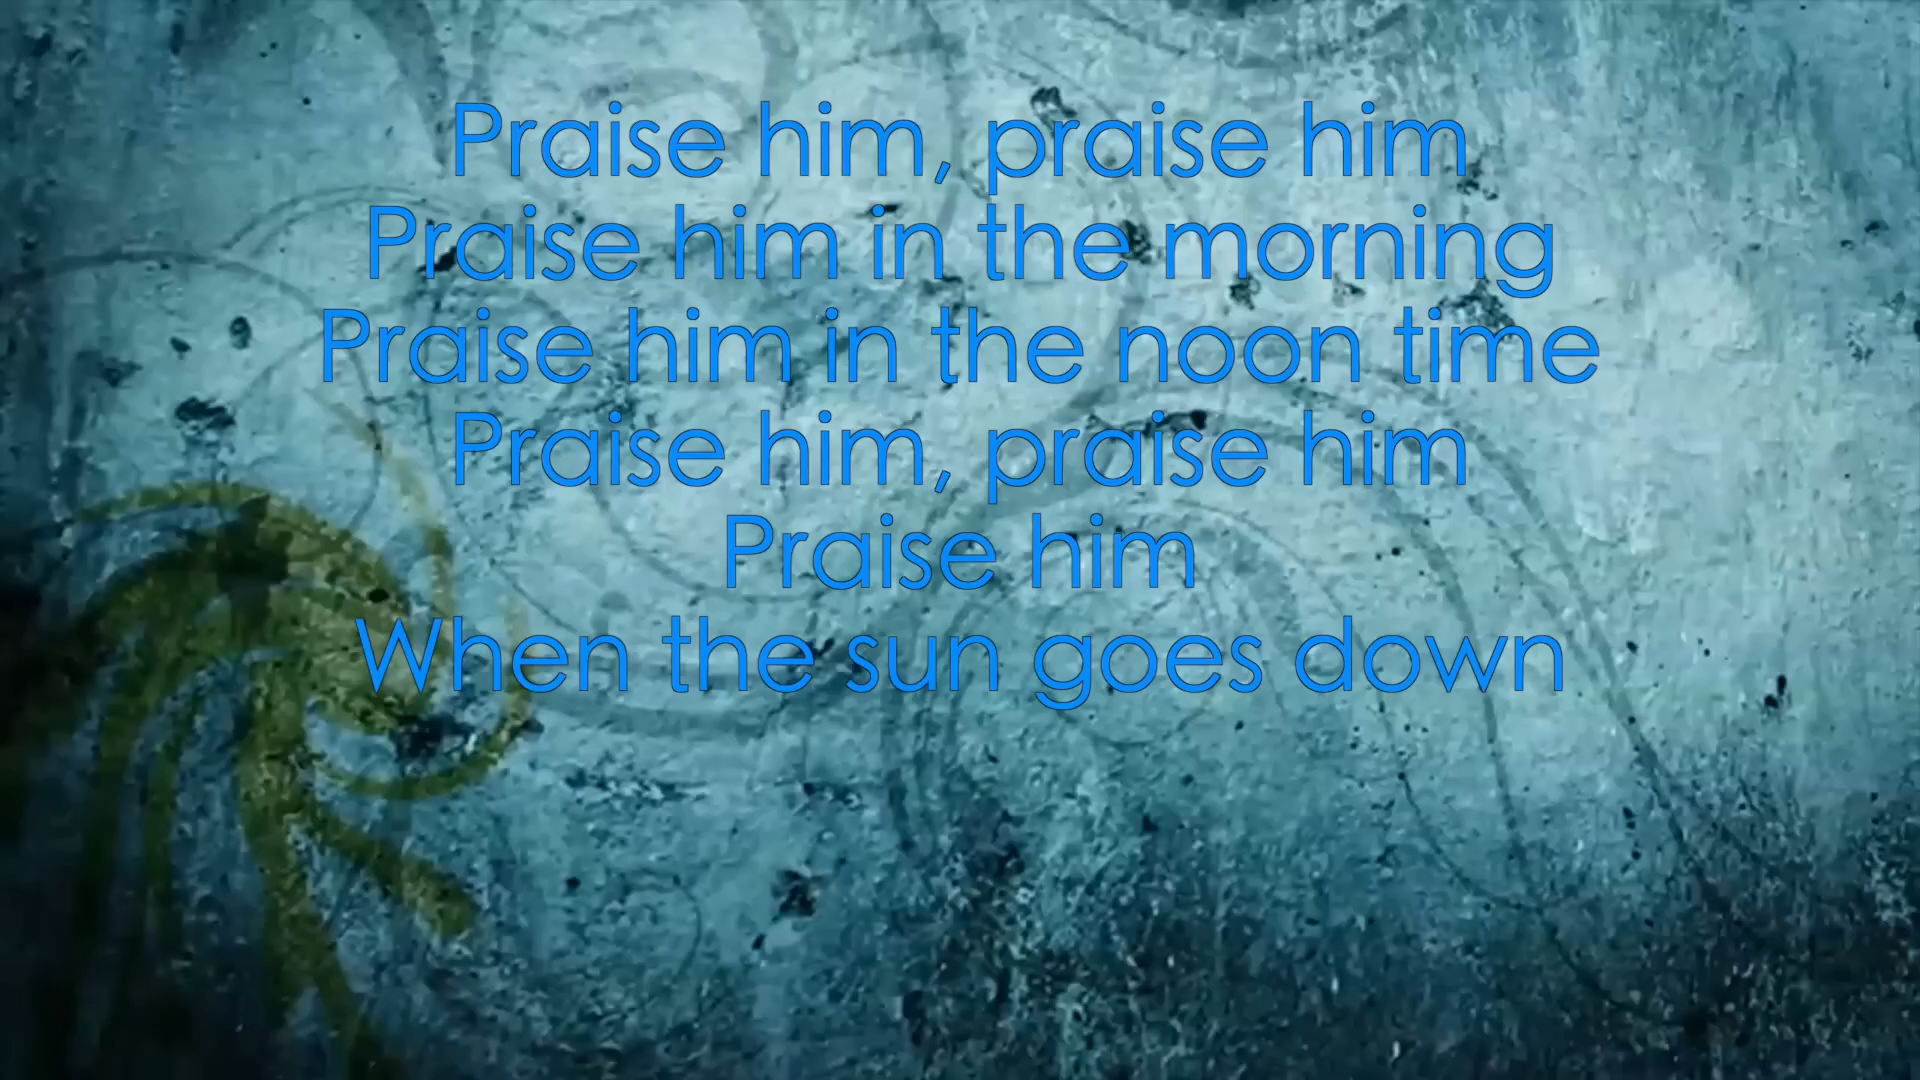 Praise him, praise him
Praise him in the morning
Praise him in the noon time
Praise him, praise him
Praise him
When the sun goes down